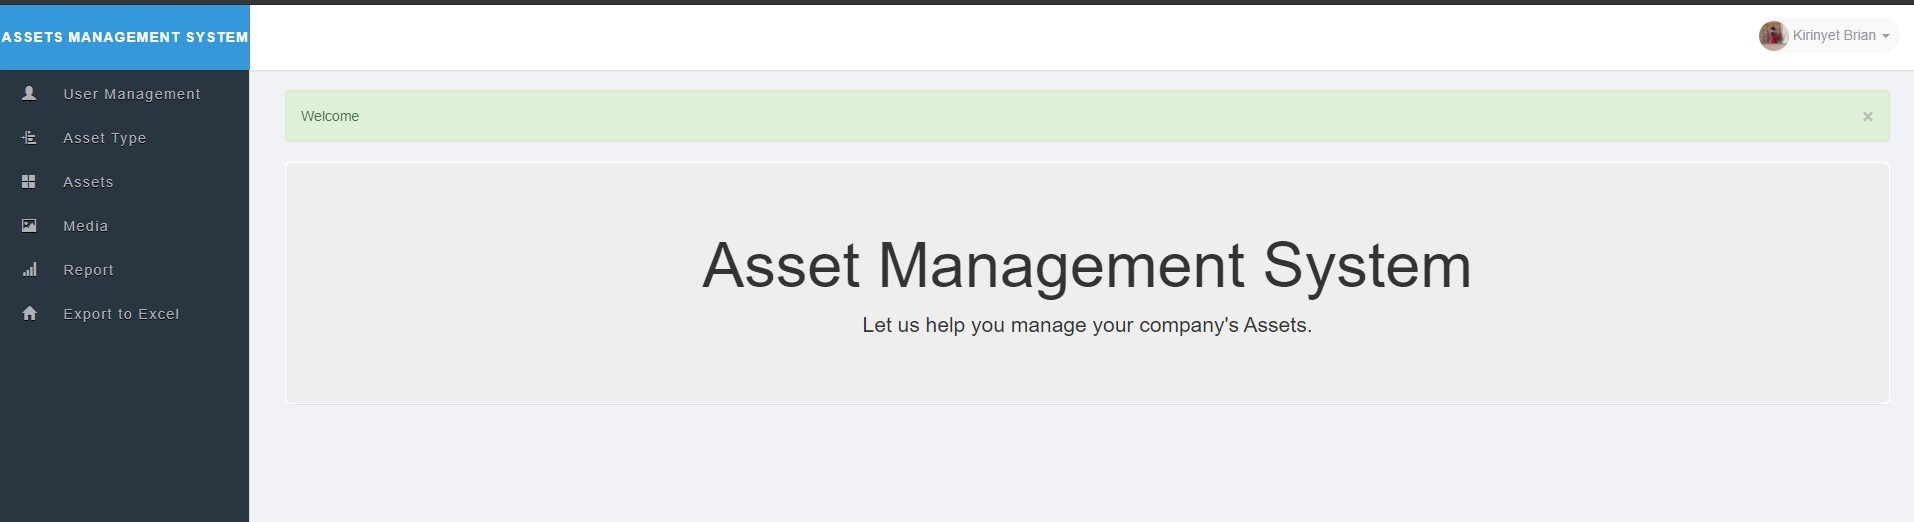 ASSETS MANAGEMENT SYSTEM
Kirinyet Brian
User Management
Asset Type
Assets
Media
Report
Export to Excel
Welcome
×
Asset Management System
Let us help you manage your company's Assets.